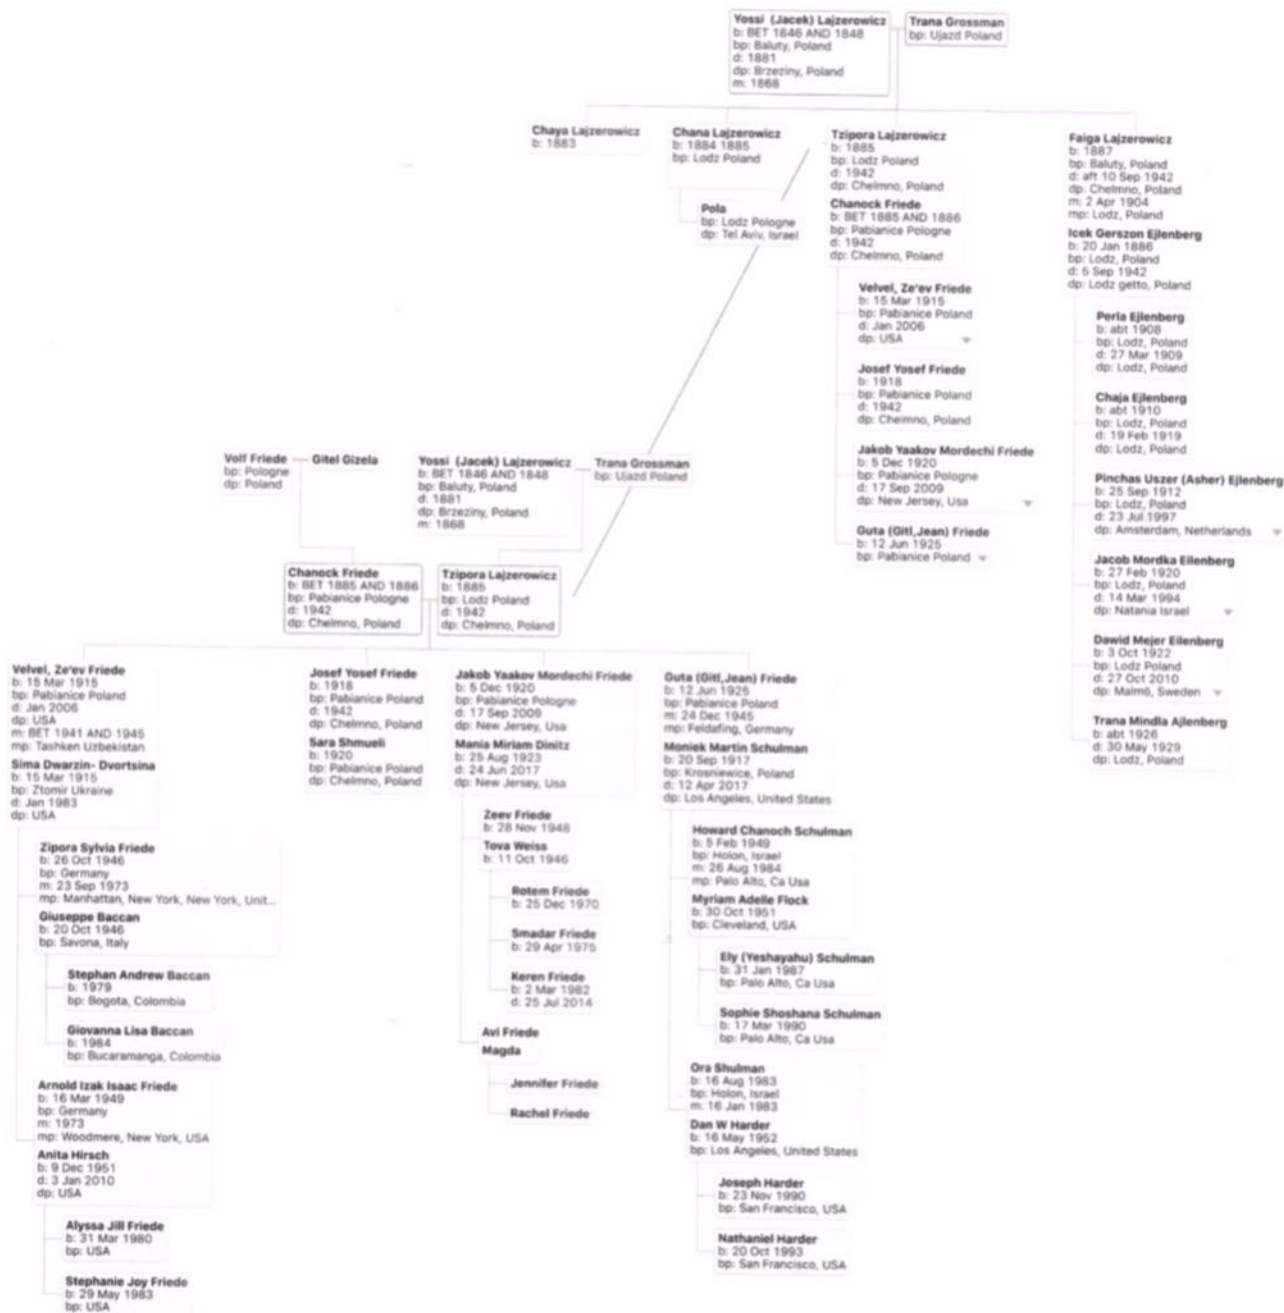 Yossi (Jacek) Lajzerowicz
b: BET 1846 AND 1848
bp: Baluty, Poland
d: 1881
dp: Brzeziny, Poland
m: 1868
Trana Grossman
bp: Ujazd Poland
Chaya Lajzerowicz
b: 1883
Chana Lajzerowicz
b: 1884 1885
bp: Lodz Poland
Pola
bp: Lodz Pologne
dp: Tel Aviv, Israel
Tzipora Lajzerowicz
b: 1885
bp: Lodz Poland
d: 1942
dp: Chelmno, Poland
Chanock Friede
b: BET 1885 AND 1886
bp: Pabianice Pologne
d: 1942
dp: Chelmno, Poland
Velvel, Ze'ev Friede
b: 15 Mar 1915
bp: Pabianice Poland
d: Jan 2006
dp: USA
Josef Yosef Friede
b: 1918
bp: Pabianice Poland
d: 1942
dp: Chelmno, Poland
Jakob Yaakov Mordechi Friede
b: 5 Dec 1920
bp: Pabianice Pologne
d: 17 Sep 2009
dp: New Jersey, Usa
Guta (Gitl,Jean) Friede
b: 12 Jun 1925
bp: Pabianice Poland
Faiga Lajzerowicz
b: 1887
bp: Baluty, Poland
d: aft 10 Sep 1942
dp: Chelmno, Poland
m: 2 Apr 1904
mp: Lodz, Poland
Icek Gerszon Ejlenberg
b: 20 Jan 1886
bp: Lodz, Poland
d: 5 Sep 1942
dp: Lodz getto, Poland
Perla Ejlenberg
b: abt 1908
bp: Lodz, Poland
d: 27 Mar 1909
dp: Lodz, Poland
Chaja Ejlenberg
b: abt 1910
bp: Lodz, Poland
d: 19 Feb 1919
dp: Lodz, Poland
Pinchas Uszer (Asher) Ejlenberg
b: 25 Sep 1912
bp: Lodz, Poland
d: 23 Jul 1997
dp: Amsterdam, Netherlands
Jacob Mordka Eilenberg
b: 27 Feb 1920
bp: Lodz, Poland
d: 14 Mar 1994
dp: Natania Israel
Dawid Mejer Eilenberg
b: 3 Oct 1922
bp: Lodz Poland
d: 27 Oct 2010
dp: Malmö, Sweden
Trana Mindla Ajlenberg
b: abt 1926
d: 30 May 1929
dp: Lodz, Poland
Volf Friede
bp: Pologne
dp: Poland
Gitel Gizela
Yossi (Jacek) Lajzerowicz
b: BET 1846 AND 1848
bp: Baluty, Poland
d: 1881
dp: Brzeziny, Poland
m: 1868
Trana Grossman
bp: Ujazd Poland
Chanock Friede
b: BET 1885 AND 1886
bp: Pabianice Pologne
d: 1942
dp: Chelmno, Poland
Tzipora Lajzerowicz
b: 1885
bp: Lodz Poland
d: 1942
dp: Chelmno, Poland
Velvel, Ze'ev Friede
b: 15 Mar 1915
bp: Pabianice Poland
d: Jan 2006
dp: USA
m: BET 1941 AND 1945
mp: Tashken Uzbekistan
Sima Dwarzin- Dvortsina
b: 15 Mar 1915
bp: Ztomir Ukraine
d: Jan 1983
dp: USA
Zipora Sylvia Friede
b: 26 Oct 1946
bp: Germany
m: 23 Sep 1973
mp: Manhattan, New York, New York, Unit...
Giuseppe Baccan
b: 20 Oct 1946
bp: Savona, Italy
Stephan Andrew Baccan
b: 1979
bp: Bogota, Colombia
Giovanna Lisa Baccan
b: 1984
bp: Bucaramanga, Colombia
Arnold Izak Isaac Friede
b: 16 Mar 1949
bp: Germany
m: 1973
mp: Woodmere, New York, USA
Anita Hirsch
b: 9 Dec 1951
d: 3 Jan 2010
dp: USA
Alyssa Jill Friede
b: 31 Mar 1980
bp: USA
Stephanie Joy Friede
b: 29 May 1983
bp: USA
Josef Yosef Friede
b: 1918
bp: Pabianice Poland
d: 1942
dp: Chelmno, Poland
Sara Shmueli
b: 1920
bp: Pabianice Poland
dp: Chelmno, Poland
Jakob Yaakov Mordechi Friede
b: 5 Dec 1920
bp: Pabianice Pologne
d: 17 Sep 2009
dp: New Jersey, Usa
Mania Miriam Dinitz
b: 25 Aug 1923
d: 24 Jun 2017
dp: New Jersey, Usa
Zeev Friede
b: 28 Nov 1948
Tova Weiss
b: 11 Oct 1946
Rotem Friede
b: 25 Dec 1970
Smadar Friede
b: 29 Apr 1975
Keren Friede
b: 2 Mar 1982
d: 25 Jul 2014
Avi Friede
Magda
Jennifer Friede
Rachel Friede
Guta (Gitl,Jean) Friede
b: 12 Jun 1925
bp: Pabianice Poland
m: 24 Dec 1945
mp: Feldafing, Germany
Moniek Martin Schulman
b: 20 Sep 1917
bp: Krosniewice, Poland
d: 12 Apr 2017
dp: Los Angeles, United States
Howard Chanoch Schulman
b: 5 Feb 1949
bp: Holon, Israel
m: 26 Aug 1984
mp: Palo Alto, Ca Usa
Myriam Adelle Flock
b: 30 Oct 1951
bp: Cleveland, USA
Ely (Yeshayahu) Schulman
b: 31 Jan 1987
bp: Palo Alto, Ca Usa
Sophie Shoshana Schulman
b: 17 Mar 1990
bp: Palo Alto, Ca Usa
Ora Shulman
b: 16 Aug 1983
bp: Holon, Israel
m: 16 Jan 1983
Dan W Harder
b: 16 May 1952
bp: Los Angeles, United States
Joseph Harder
b: 23 Nov 1990
bp: San Francisco, USA
Nathaniel Harder
b: 20 Oct 1993
bp: San Francisco, USA